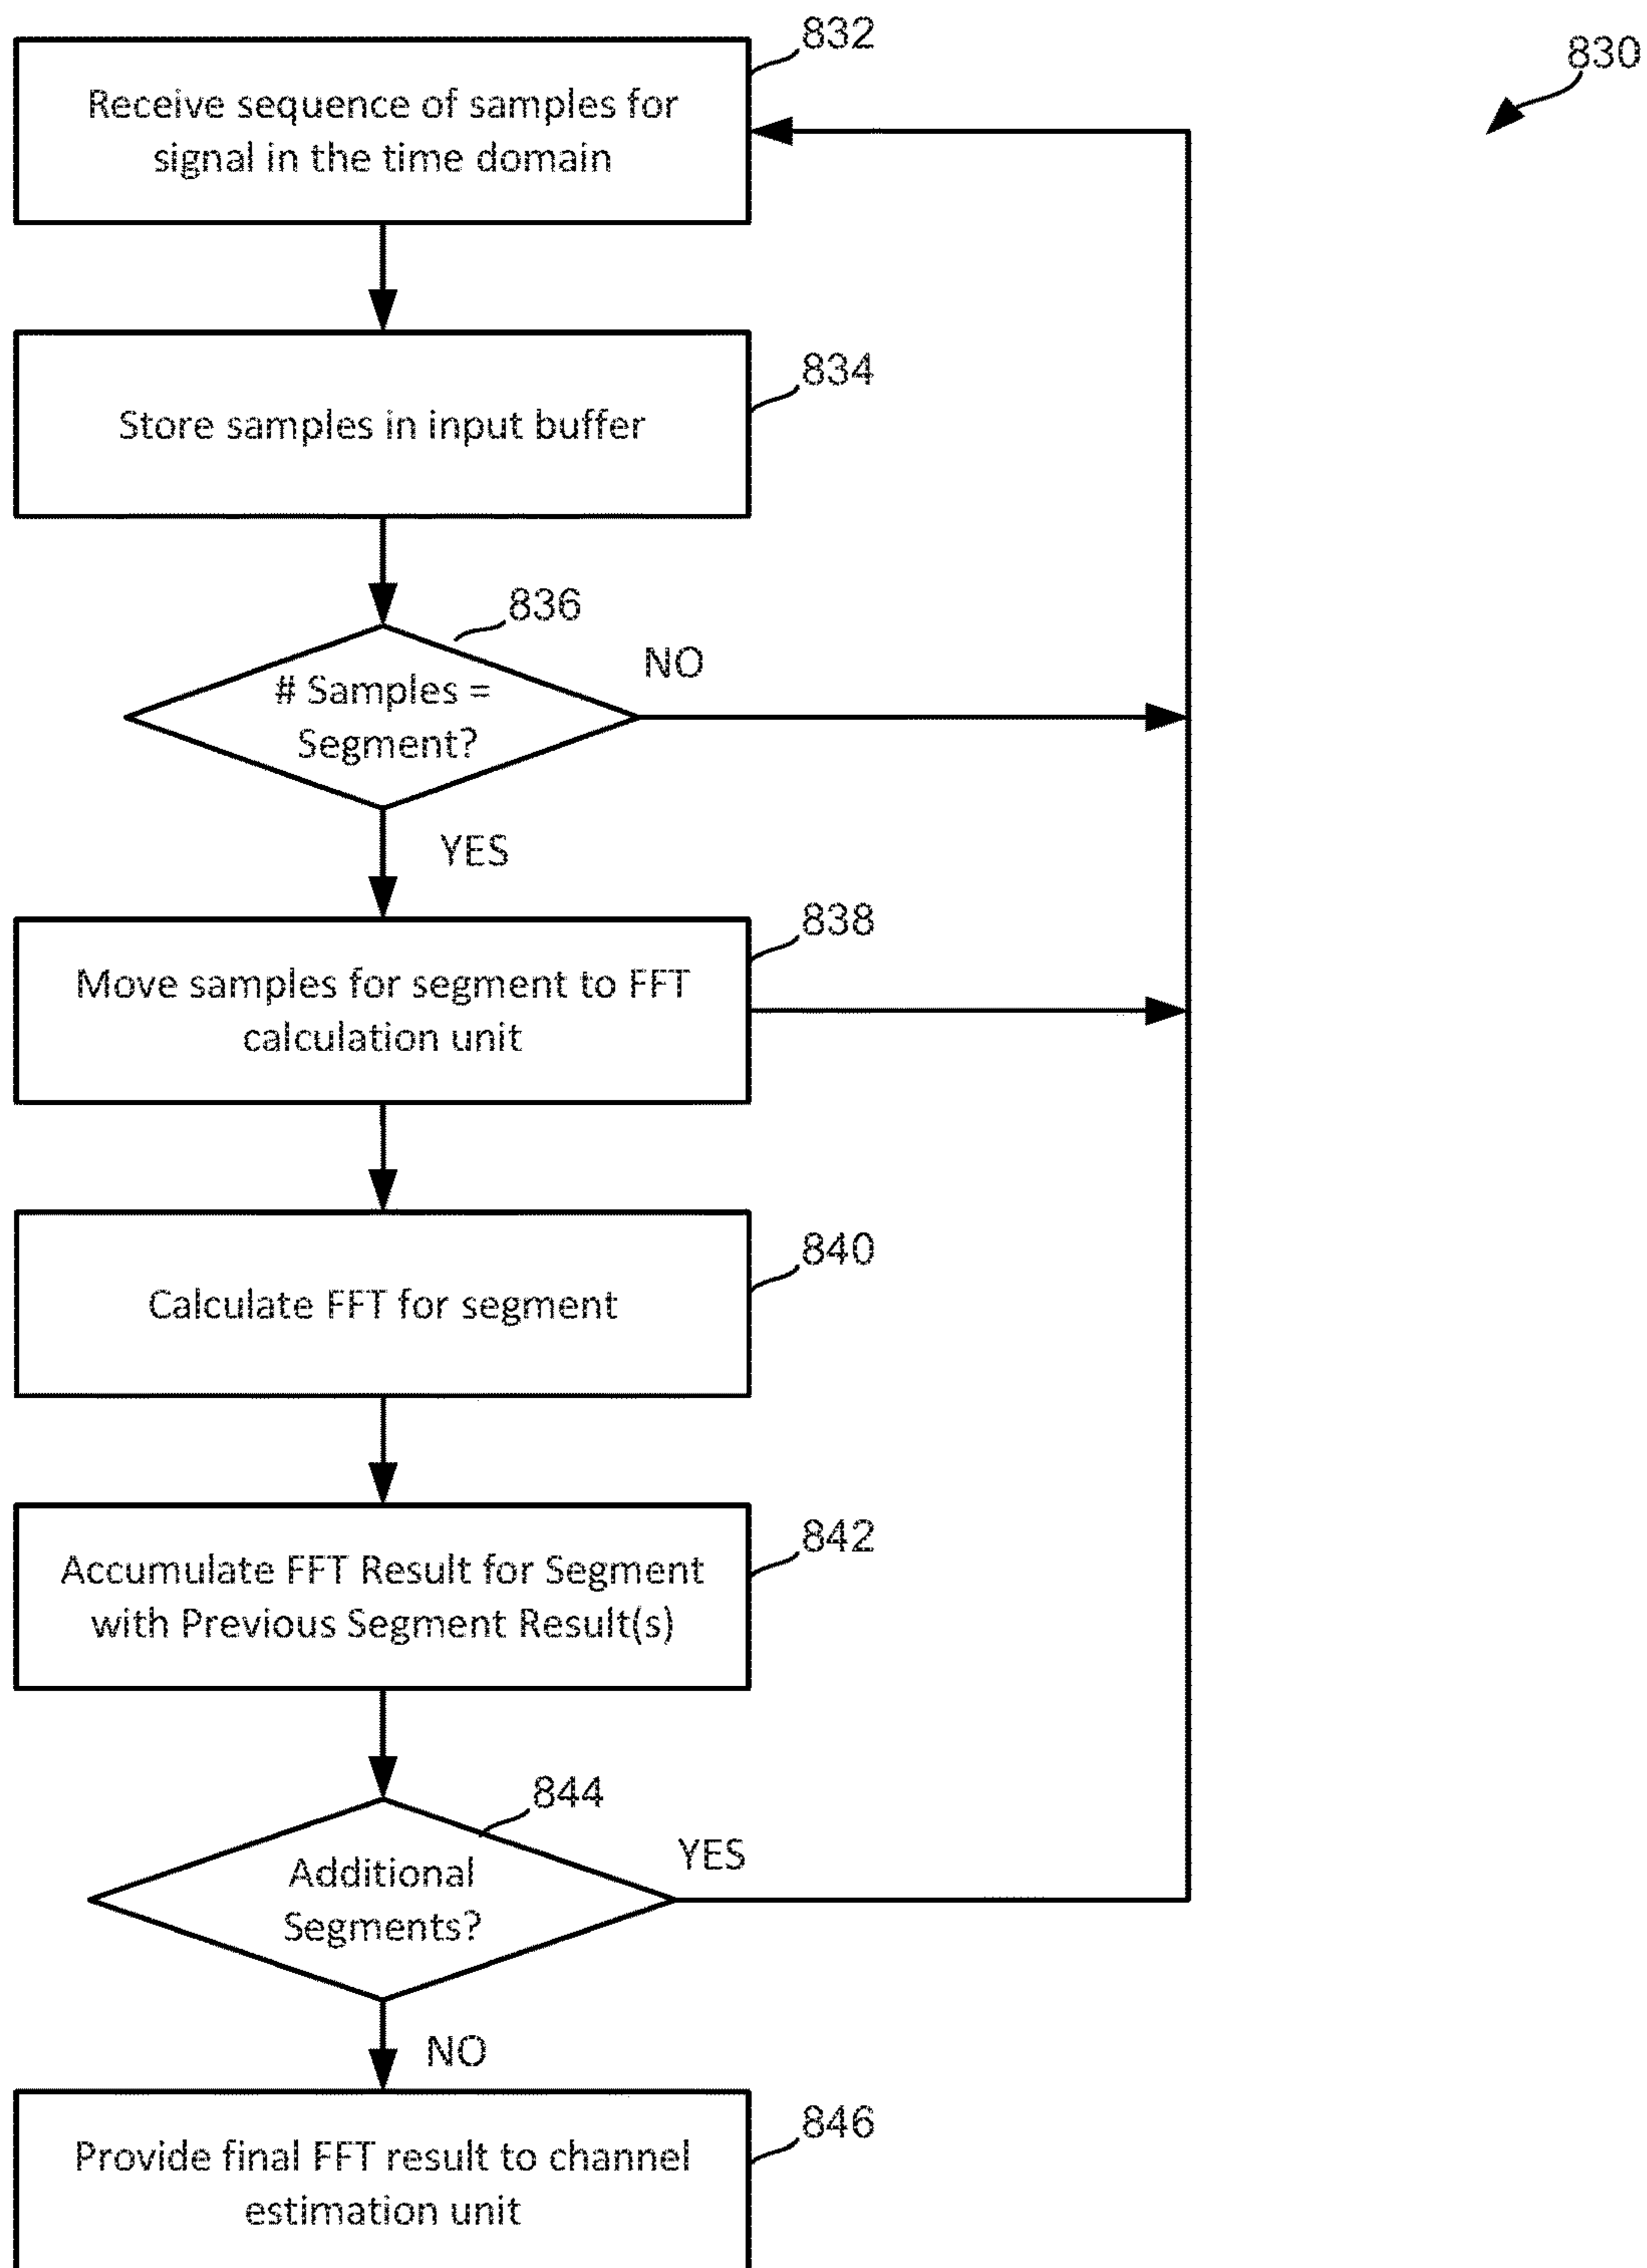 832
830
Receive sequence of samples for
signal in the time domain
834
Store samples in input buffer
836
# Samples =
Segment?
NO
YES
838
Move samples for segment to FFT
calculation unit
840
Calculate FFT for segment
842
Accumulate FFT Result for Segment
with Previous Segment Result(s)
844
Additional
Segments?
YES
NO
846
Provide final FFT result to channel
estimation unit